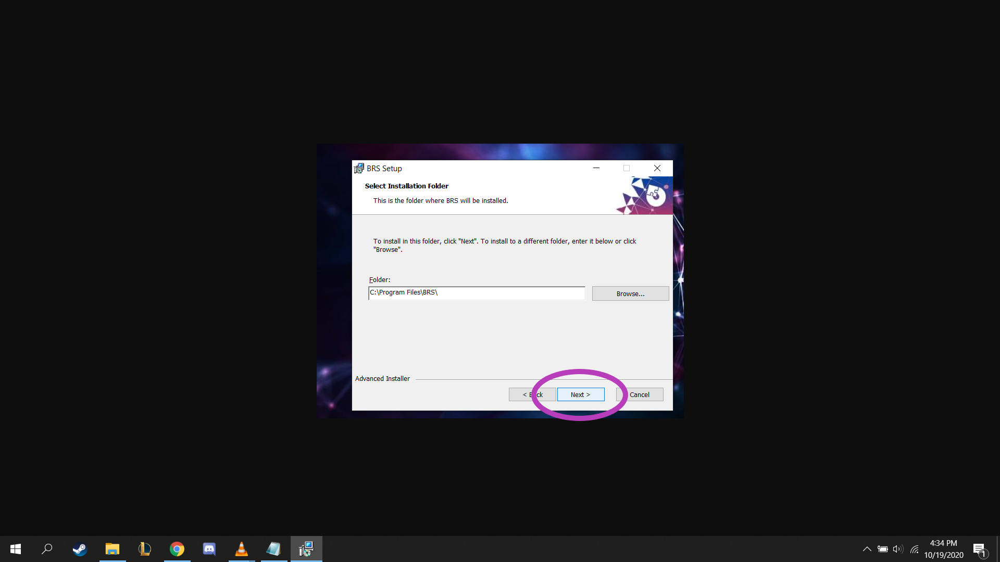 BRS Setup
Select Installation Folder
This is the folder where BRS will be installed.
To install in this folder, click "Next". To install to a different folder, enter it below or click
"Browse".
Folder:
C:\Program Files\BRS\
Browse...
Advanced Installer
< Back
Next >
Cancel
4:34 PM
10/19/2020
1